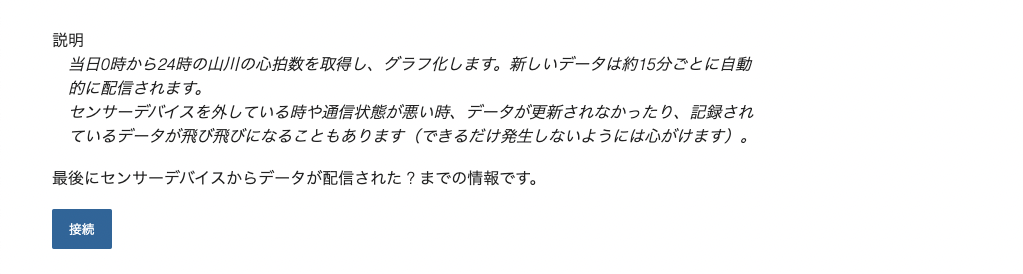 説明
当日0時から24時の山川の心拍数を取得し、グラフ化します。新しいデータは約15分ごとに自動
的に配信されます。
センサーデバイスを外している時や通信状態が悪い時、データが更新されなかったり、記録され
ているデータが飛び飛びになることもあります（できるだけ発生しないようには心がけます）。
最後にセンサーデバイスからデータが配信された？までの情報です。
接続